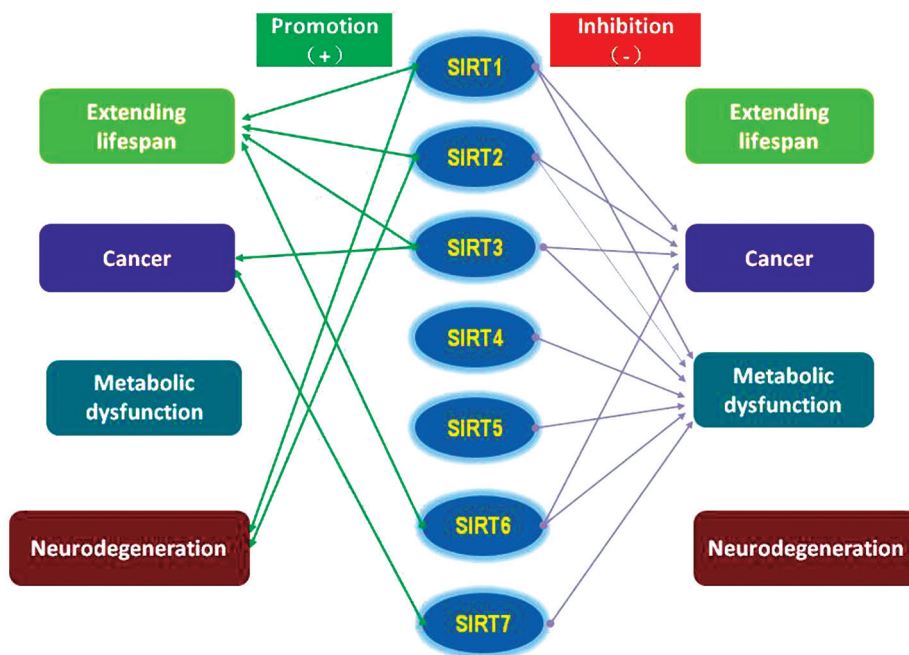 Promotion
（+）
Inhibition
（-）
SIRT1
SIRT2
SIRT3
SIRT4
SIRT5
SIRT6
SIRT7
Extending
lifespan
Cancer
Metabolic
dysfunction
Neurodegeneration
Extending
lifespan
Cancer
Metabolic
dysfunction
Neurodegeneration